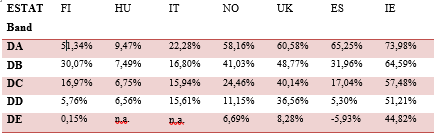 ESTAT Band FI HU IT NO UK ES IE
DA 51,34% 9,47% 22,28% 58,16% 60,58% 65,25% 73,98%
DB 30,07% 7,49% 16,80% 41,03% 48,77% 31,96% 64,59%
DC 16,97% 6,75% 15,94% 24,46% 40,14% 17,04% 57,48%
DD 5,76% 6,56% 15,61% 11,15% 36,56% 5,30% 51,21%
DE 0,15% n.a. n.a. 6,69% 8,28% -5,93% 44,82%